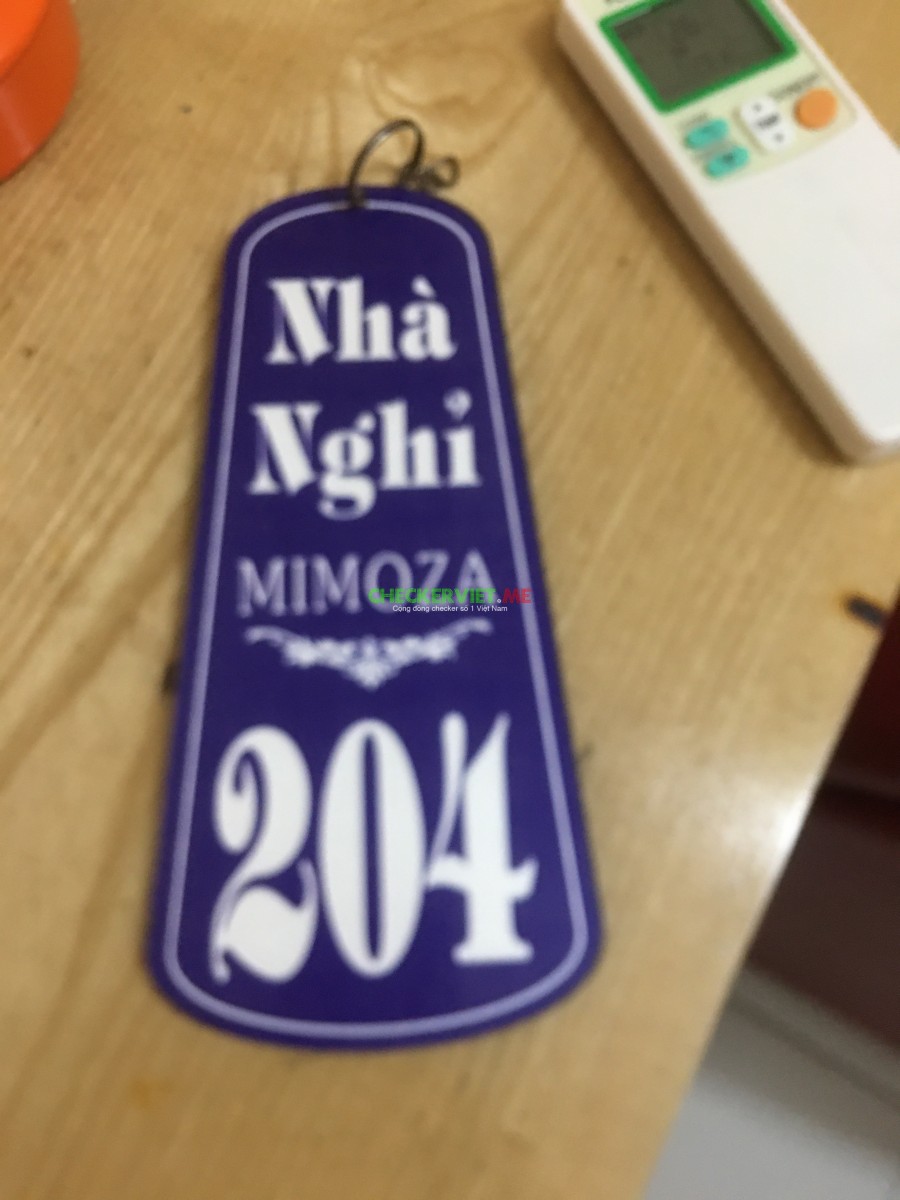 Nhà
Nghỉ
MIMOZA
CHECKERVIET.ME
Cộng đồng checker số 1 Việt Nam
204